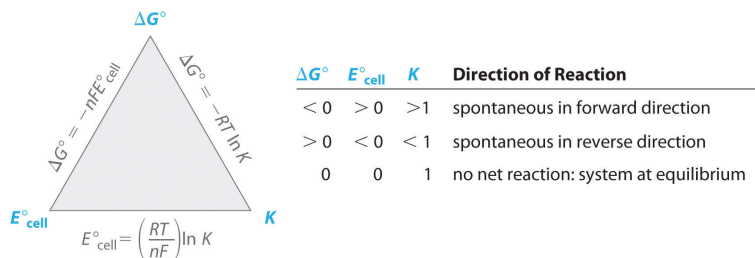 ΔG°
ΔG° = −nFE°cell
ΔG° = −RT ln K
E°cell
K
E°cell = (RT/nF) ln K
ΔG° E°cell K Direction of Reaction
< 0 > 0 >1 spontaneous in forward direction
> 0 < 0 < 1 spontaneous in reverse direction
0 0 1 no net reaction: system at equilibrium